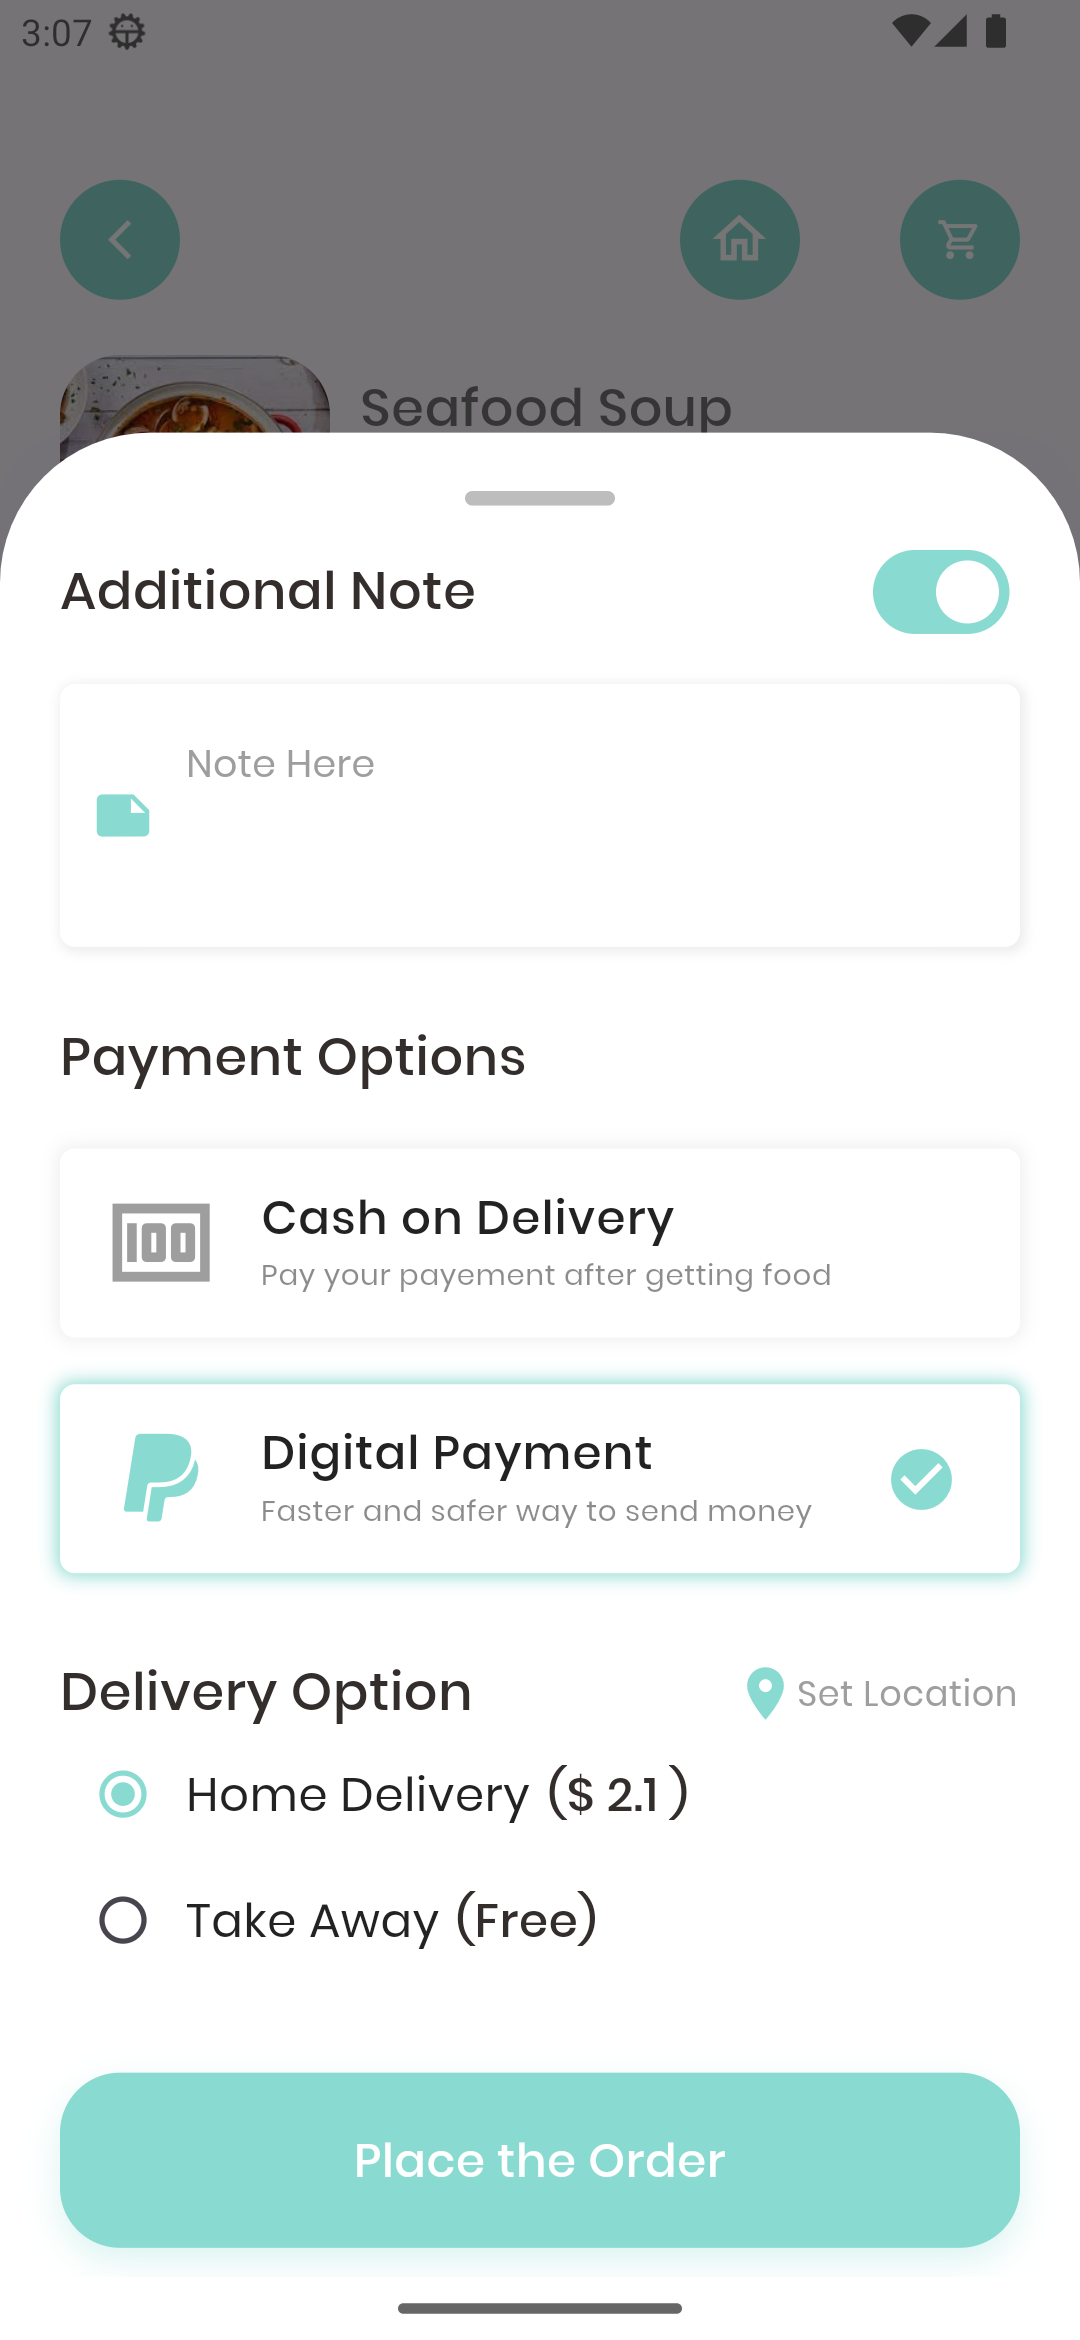 3:07
Seafood Soup
Additional Note
Note Here
Payment Options
100
Cash on Delivery
Pay your payement after getting food
Digital Payment
Faster and safer way to send money
Delivery Option
Set Location
Home Delivery ($ 2.1 )
Take Away (Free)
Place the Order